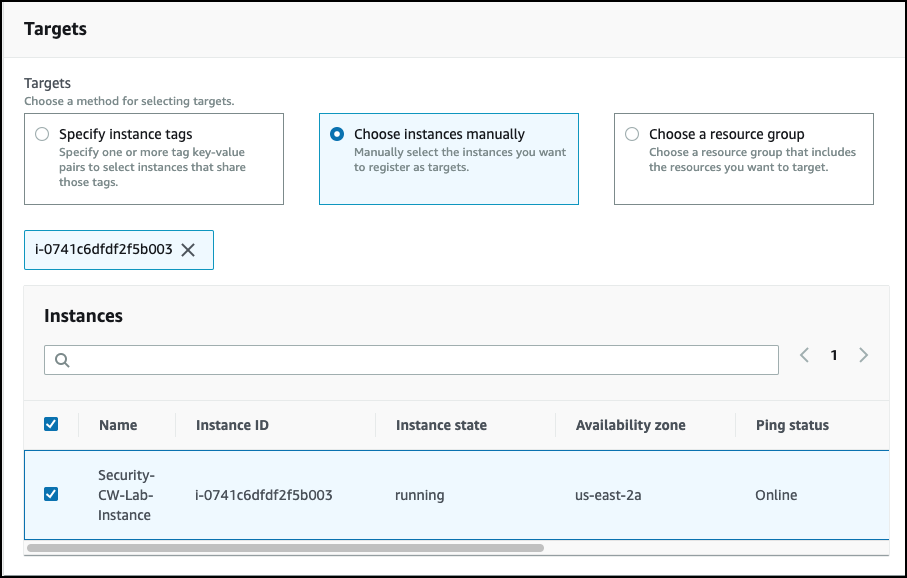 Targets
Targets
Choose a method for selecting targets.
Specify instance tags
Specify one or more tag key-value
pairs to select instances that share
those tags.
Choose instances manually
Manually select the instances you want
to register as targets.
Choose a resource group
Choose a resource group that includes
the resources you want to target.
i-0741c6dfdf2f5b003
Instances
1
Name Instance ID Instance state Availability zone Ping status
Security-
CW-Lab-
Instance
i-0741c6dfdf2f5b003 running us-east-2a Online